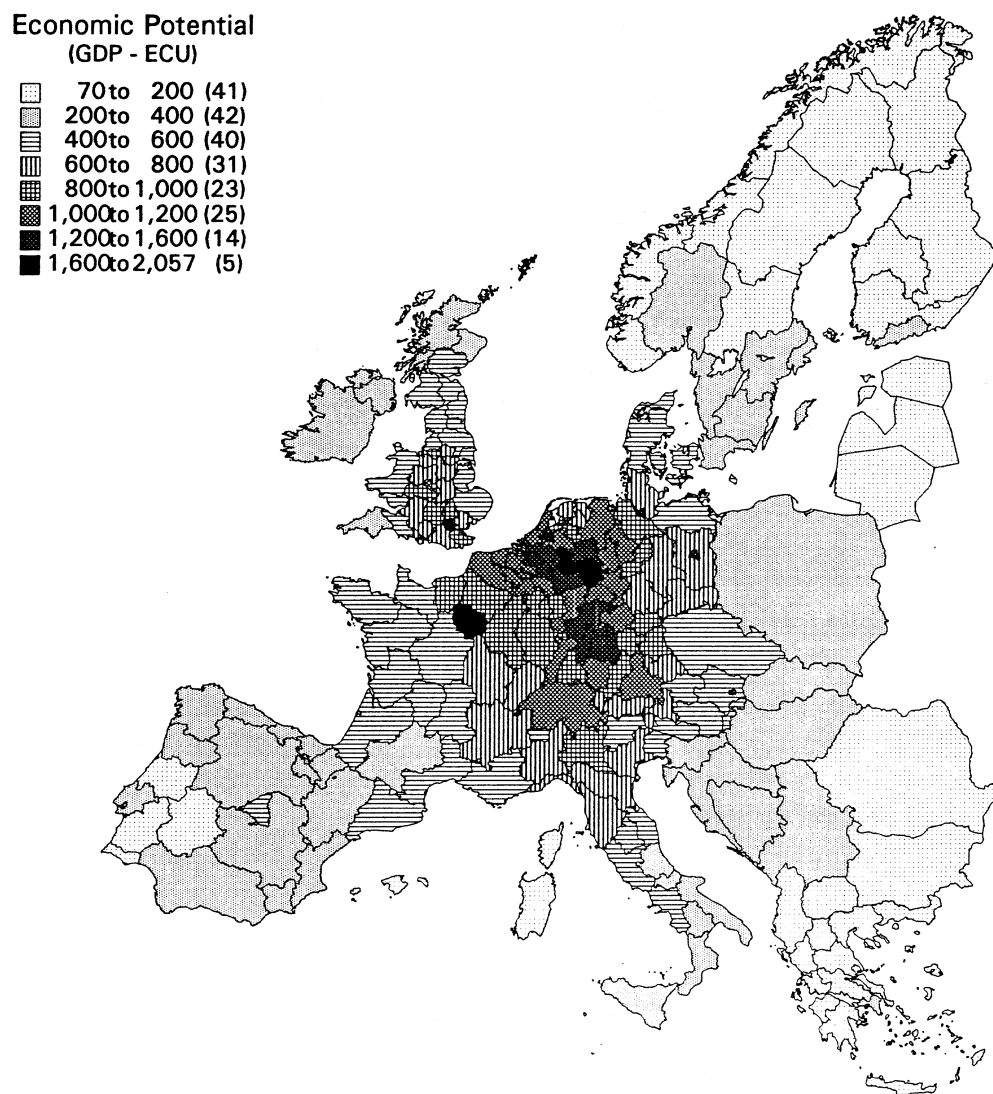 Economic Potential
(GDP - ECU)
70 to 200 (41)
200 to 400 (42)
400 to 600 (40)
600 to 800 (31)
800 to 1,000 (23)
1,000 to 1,200 (25)
1,200 to 1,600 (14)
1,600 to 2,057 (5)